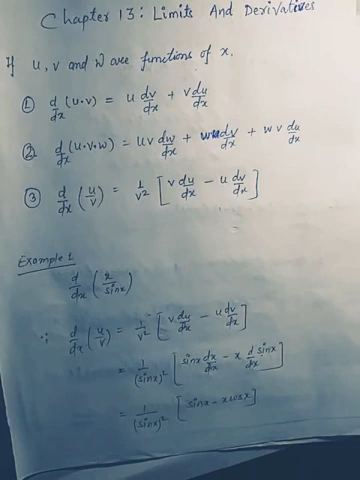 Chapter 13: Limits And Derivatives
If u, v and w are functions of x.
① d/dx (u·v) = u dv/dx + v du/dx
② d/dx (u·v·w) = uv dw/dx + wu dv/dx + wv du/dx
③ d/dx (u/v) = 1/v² [v du/dx - u dv/dx]
Example 1
d/dx (x/sinx)
∵ d/dx (u/v) = 1/v² [v du/dx - u dv/dx]
= 1/(sinx)² [sinx dx/dx - x d/dx sinx]
= 1/(sinx)² [sinx - xcosx]